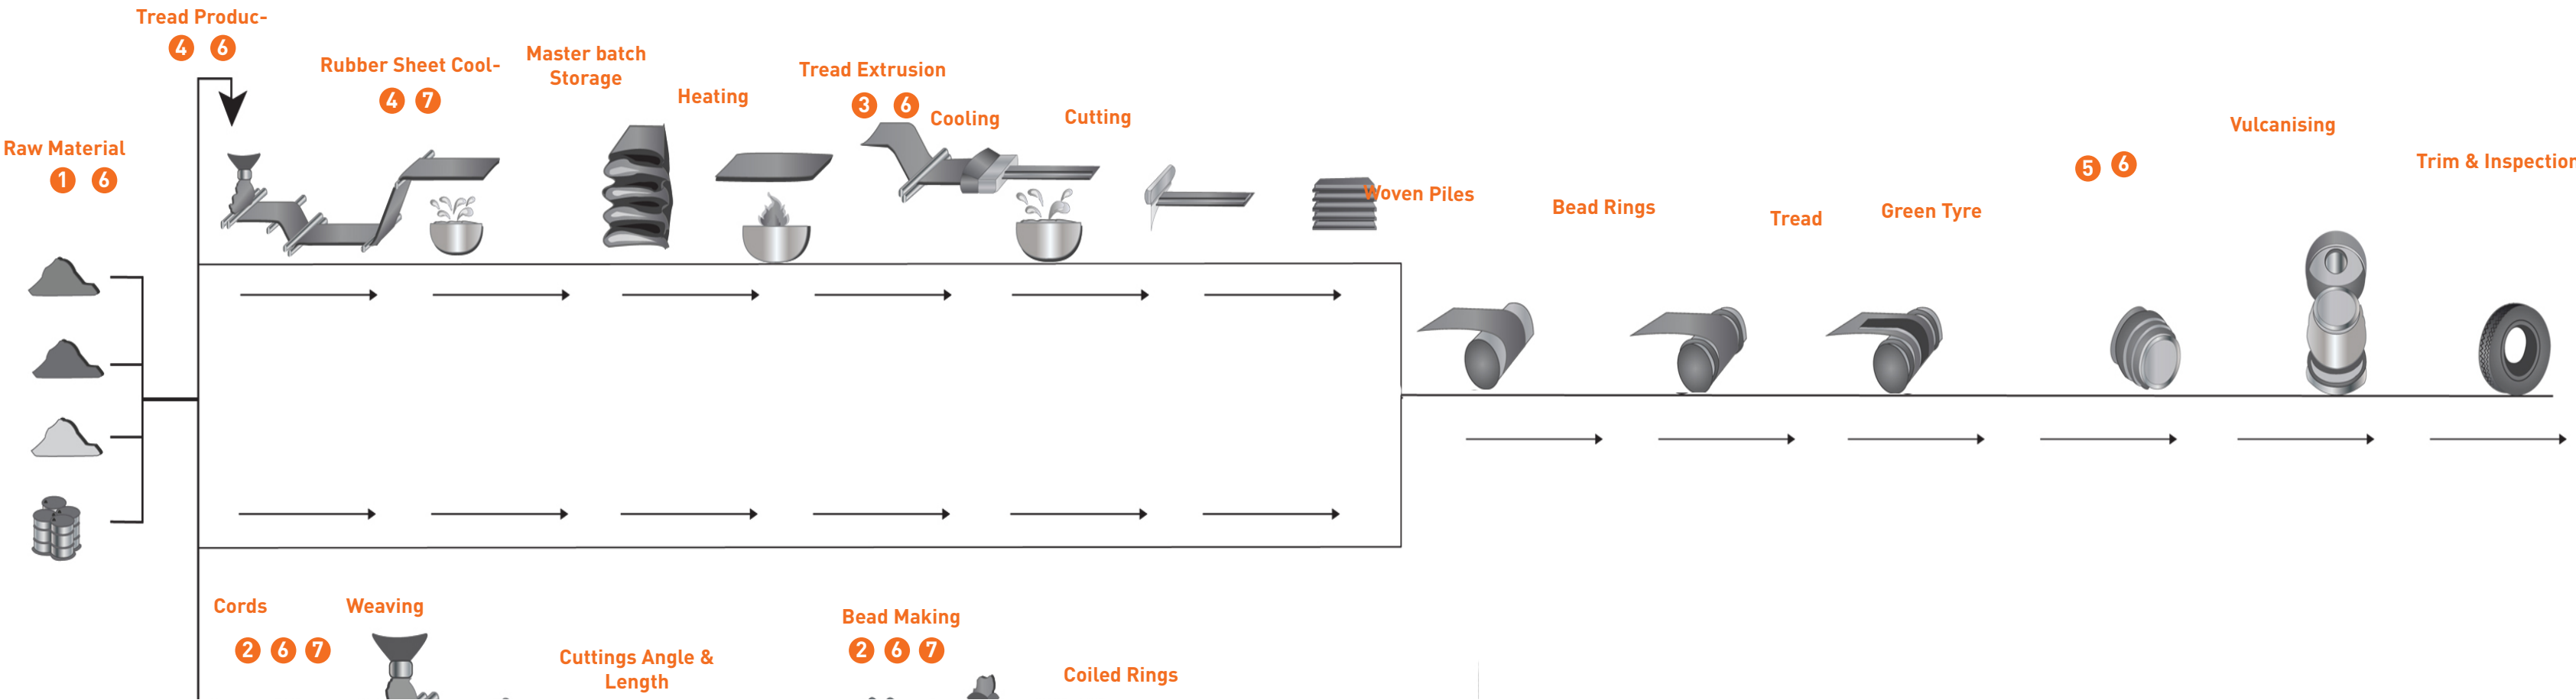 Tread Produc-
4 6
Rubber Sheet Cool-
4 7
Master batch
Storage
Heating
Tread Extrusion
3 6
Cooling
Cutting
Raw Material
1 6
Woven Piles
Bead Rings
Tread
Green Tyre
5 6
Vulcanising
Trim & Inspection
Cords
2 6 7
Weaving
Cuttings Angle &
Length
Bead Making
2 6 7
Coiled Rings